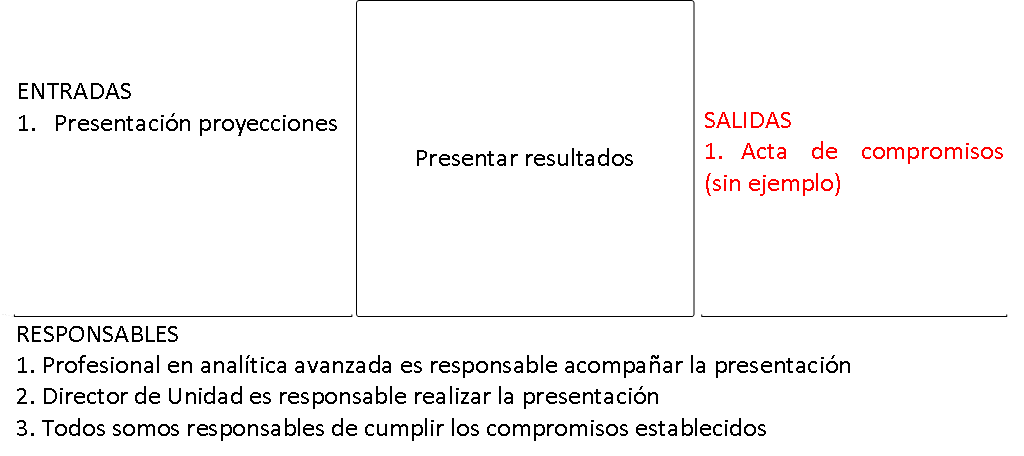 ENTRADAS
1. Presentación proyecciones
Presentar resultados
SALIDAS
1. Acta de compromisos
(sin ejemplo)
RESPONSABLES
1. Profesional en analítica avanzada es responsable acompañar la presentación
2. Director de Unidad es responsable realizar la presentación
3. Todos somos responsables de cumplir los compromisos establecidos